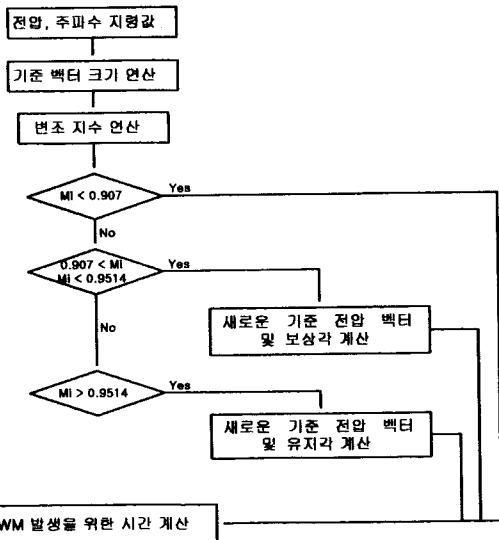 전압, 주파수 지령값
기준 벡터 크기 연산
변조 지수 연산
MI < 0.907
Yes
No
0.907 < MI
MI < 0.9514
Yes
No
새로운 기준 전압 벡터
및 보상각 계산
MI > 0.9514
Yes
새로운 기준 전압 벡터
및 유지각 계산
WM 발생을 위한 시간 계산